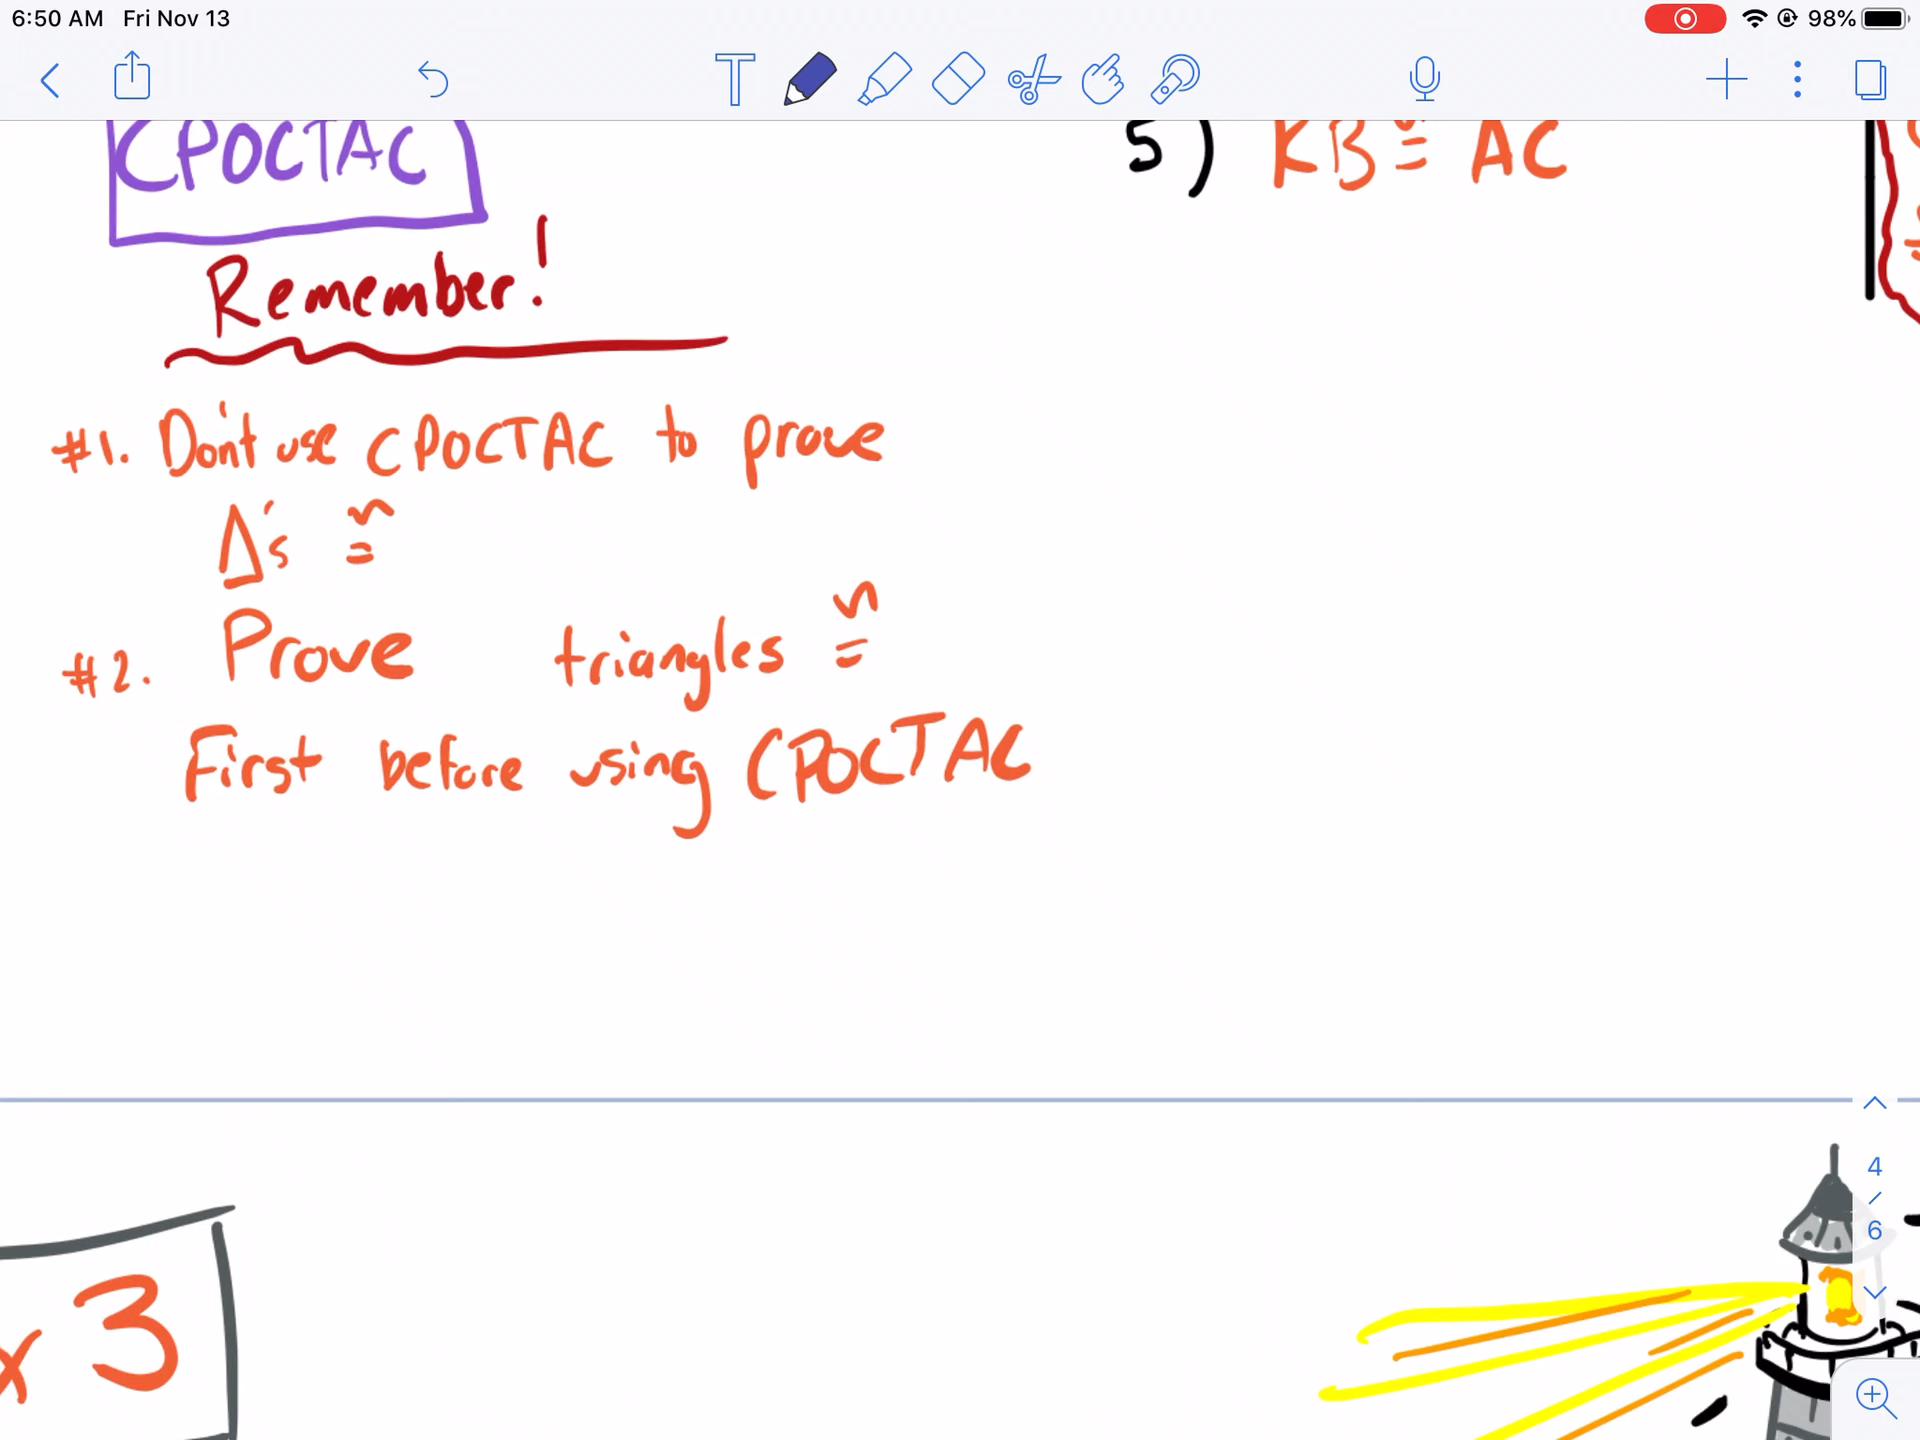 6:50 AM Fri Nov 13
98%
CPOCTAC
5) KB ≅ AC
Remember!
#1. Don't use CPOCTAC to prove
Δ's ≅
#2. Prove triangles ≅
First before using CPOCTAC
4
/
6
x 3